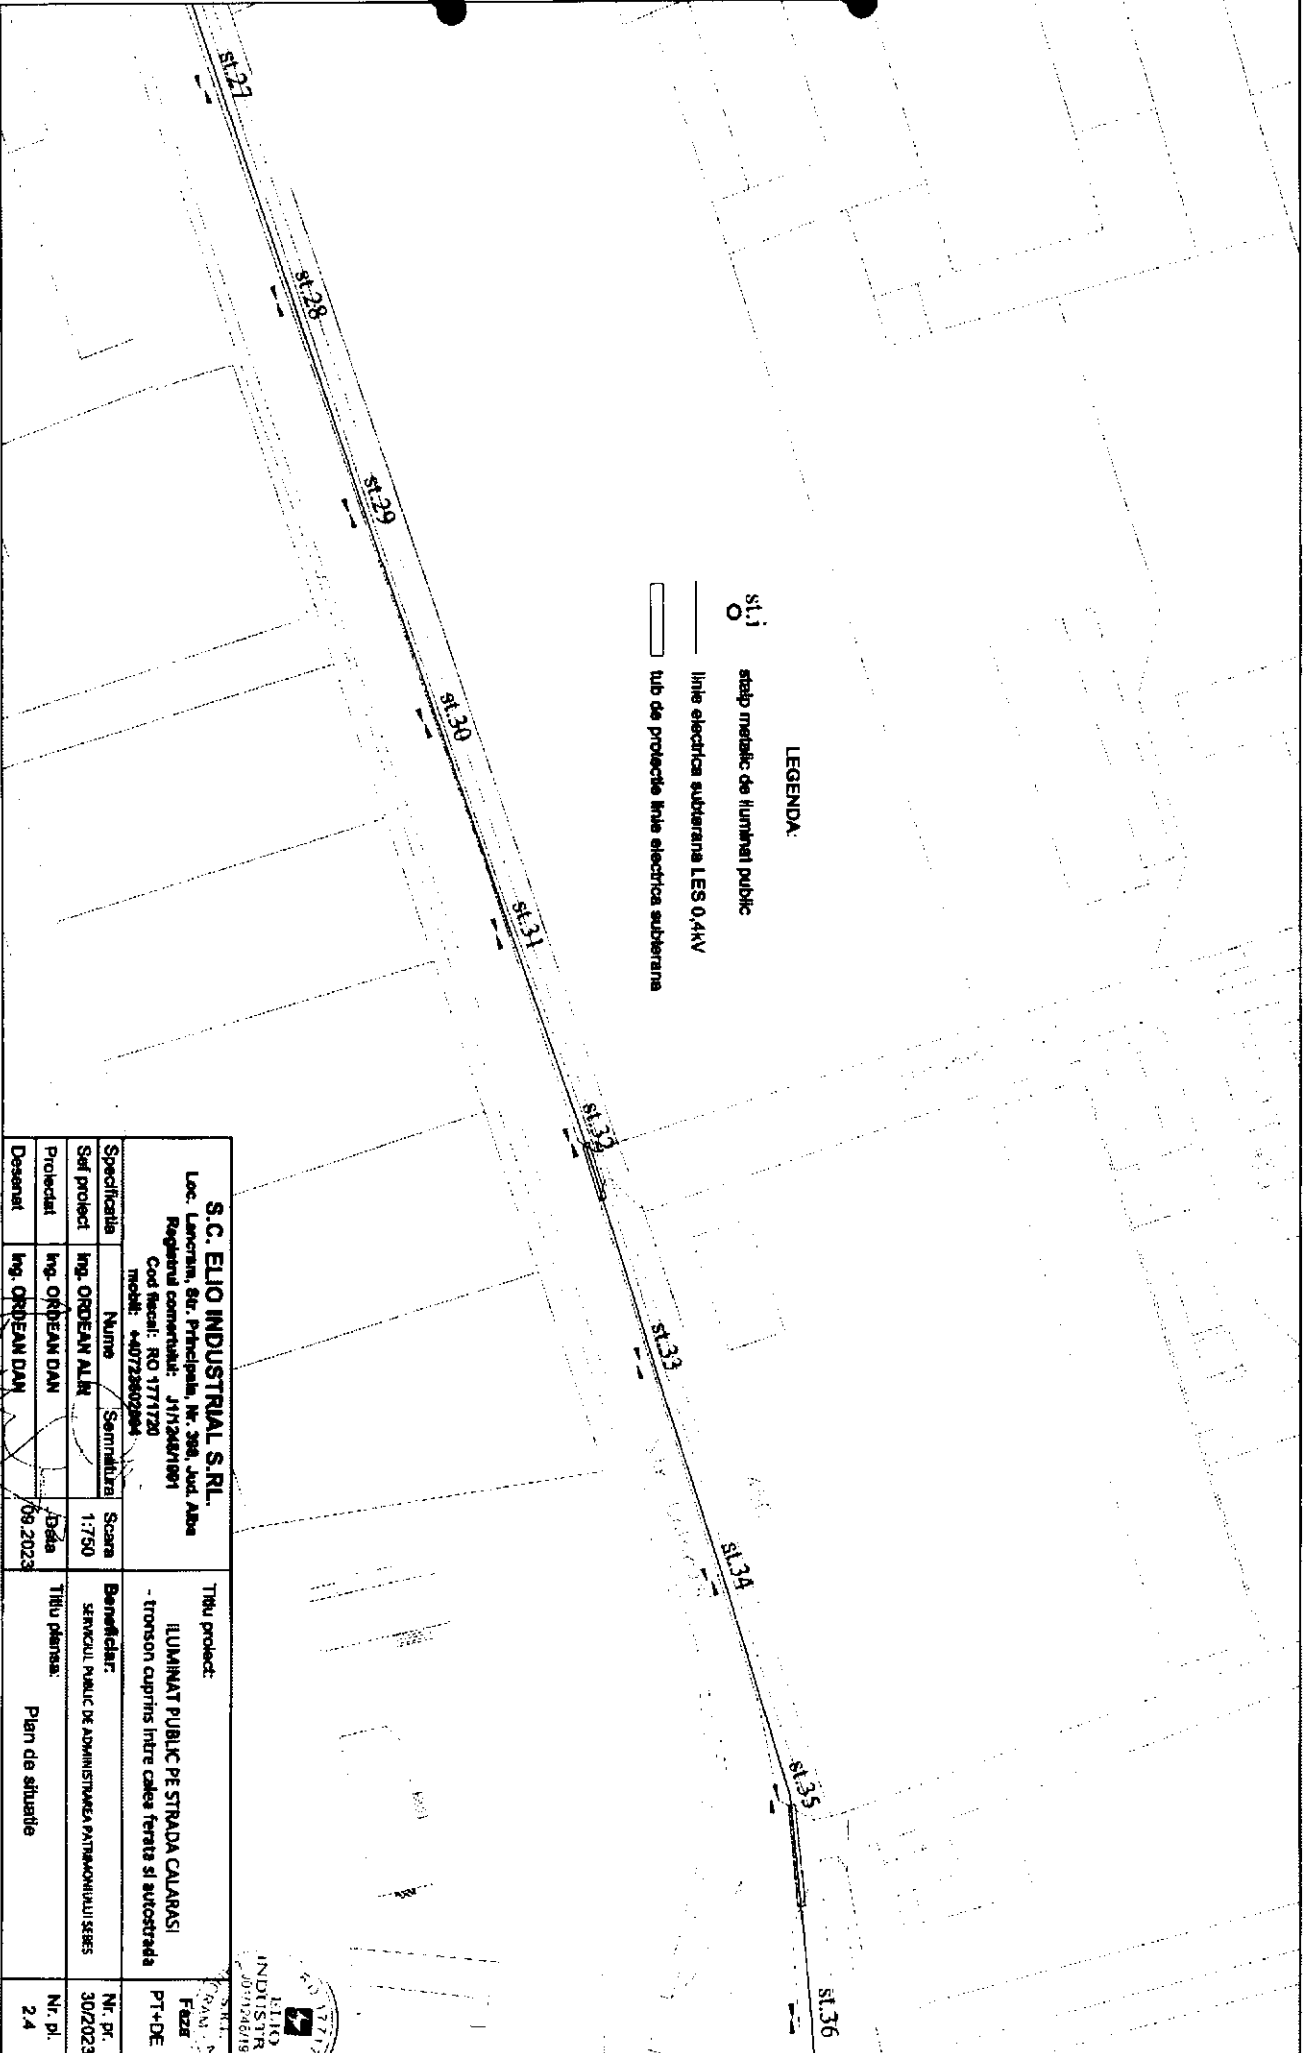 st.27
st.28
st.29
st.30
st.31
st.32
st.33
st.34
st.35
st.36
LEGENDA:
st.i stalp metalic de iluminat public
linie electrica subterana LES 0,4kV
tub de protectie linie electrica subterana
S.C. ELIO INDUSTRIAL S.RL.
Loc. Lancram, Str. Principala, Nr. 398, Jud. Alba
Registrul comertului: J1/1246/1991
Cod fiscal: RO 1771720
mobil:
Specificatia Nume Semnatura Scara
Sef proiect Ing. ORDEAN ALIN 1:750
Proiectat Ing. ORDEAN DAN Data
Desenat Ing. ORDEAN DAN 09.2023
Titlu proiect:
ILUMINAT PUBLIC PE STRADA CALARASI
- tronson cuprins intre calea ferata si autostrada
Faza
PT+DE
Beneficiar:
SERVICIUL PUBLIC DE ADMINISTRAREA PATRIMONIULUI SEBES
Nr. pr.
30/2023
Titlu plansa:
Plan de situatie
Nr. pl.
2.4
ELIO
INDUSTR